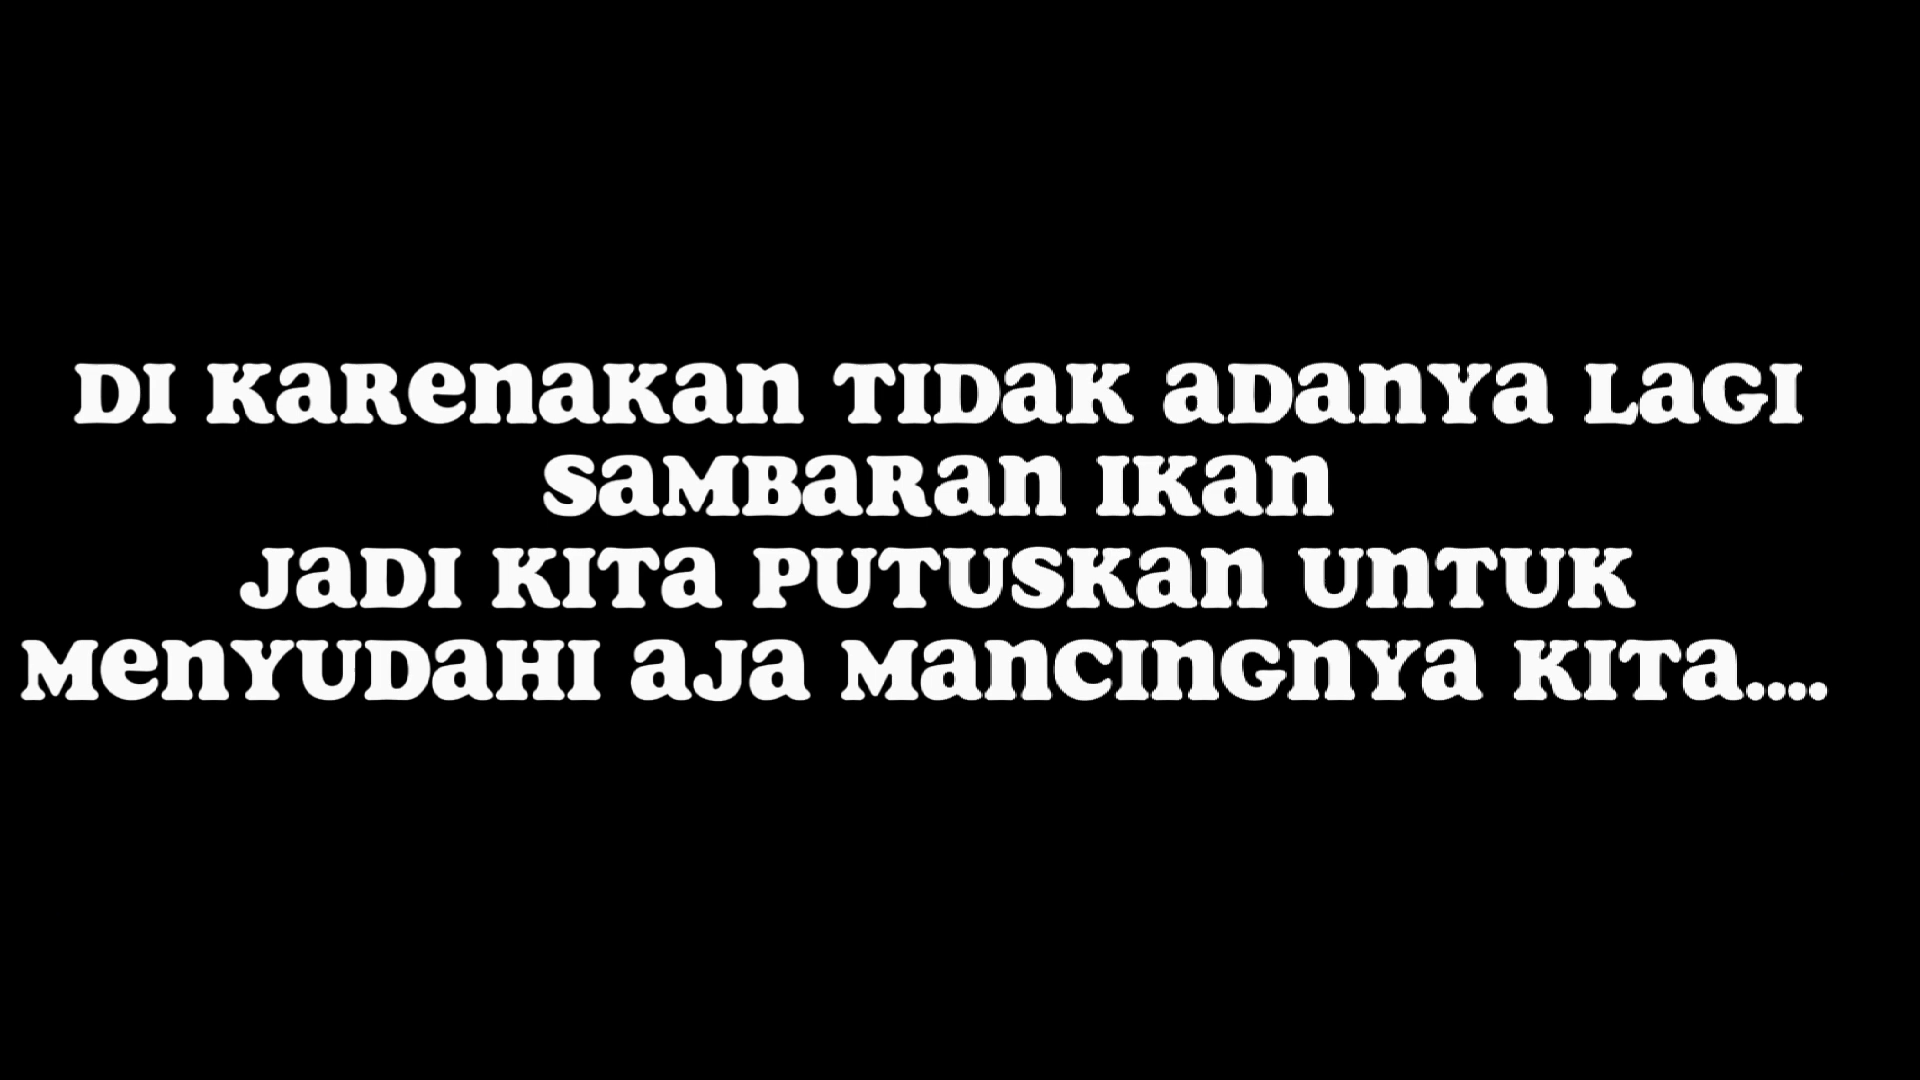 DI KARENAKAN TIDAK ADANYA LAGI
SAMBARAN IKAN
JADI KITA PUTUSKAN UNTUK
MENYUDAHI AJA MANCINGNYA KITA....